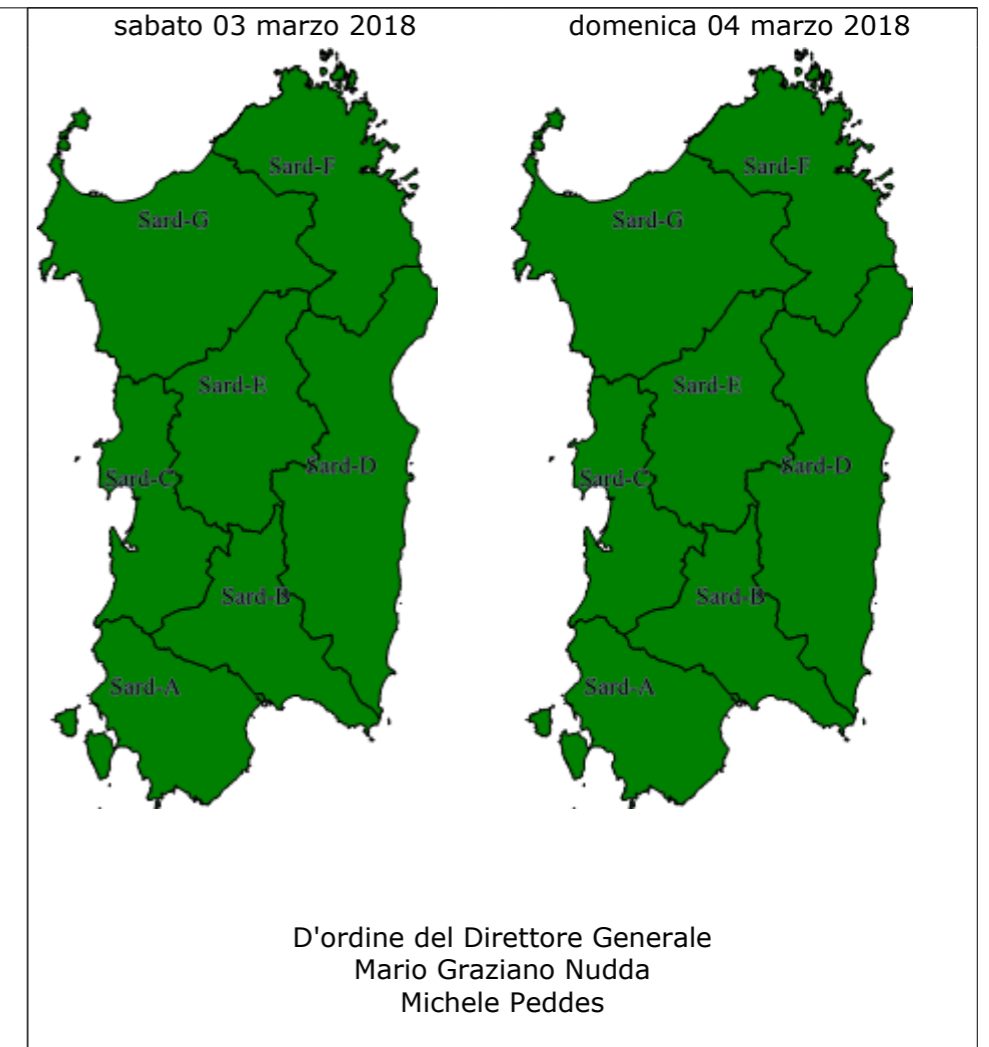 sabato 03 marzo 2018
domenica 04 marzo 2018
Sard-F
Sard-G
Sard-E
Sard-D
Sard-C
Sard-B
Sard-A
Sard-F
Sard-G
Sard-E
Sard-D
Sard-C
Sard-B
Sard-A
D'ordine del Direttore Generale
Mario Graziano Nudda
Michele Peddes